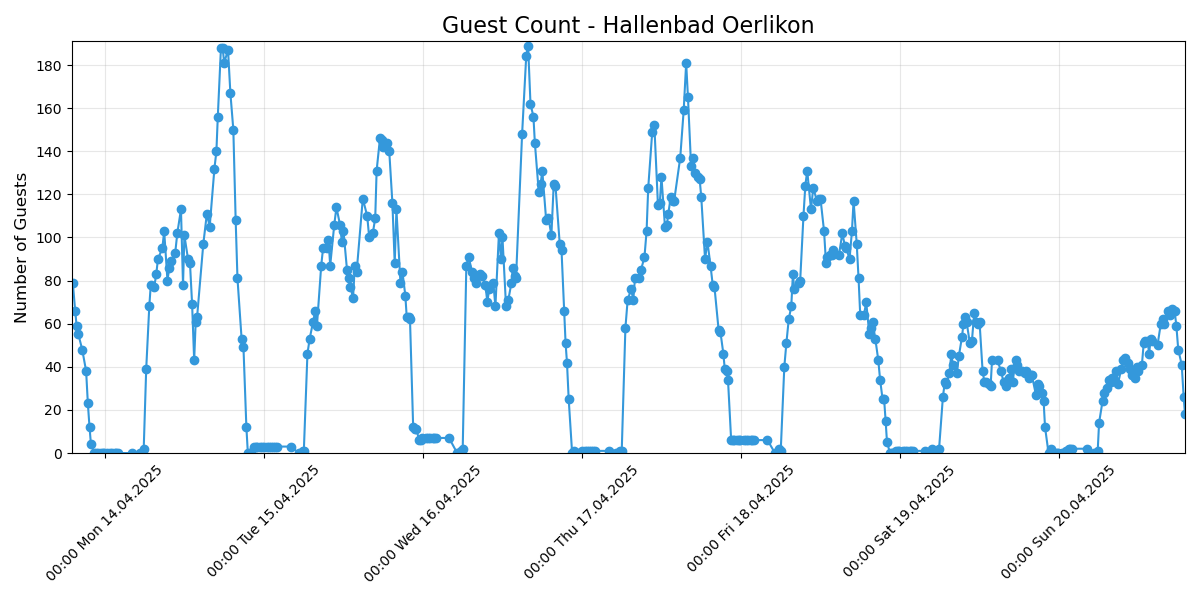 Guest Count - Hallenbad Oerlikon
Number of Guests
180
160
140
120
100
80
60
40
20
0
00:00 Mon 14.04.2025
00:00 Tue 15.04.2025
00:00 Wed 16.04.2025
00:00 Thu 17.04.2025
00:00 Fri 18.04.2025
00:00 Sat 19.04.2025
00:00 Sun 20.04.2025